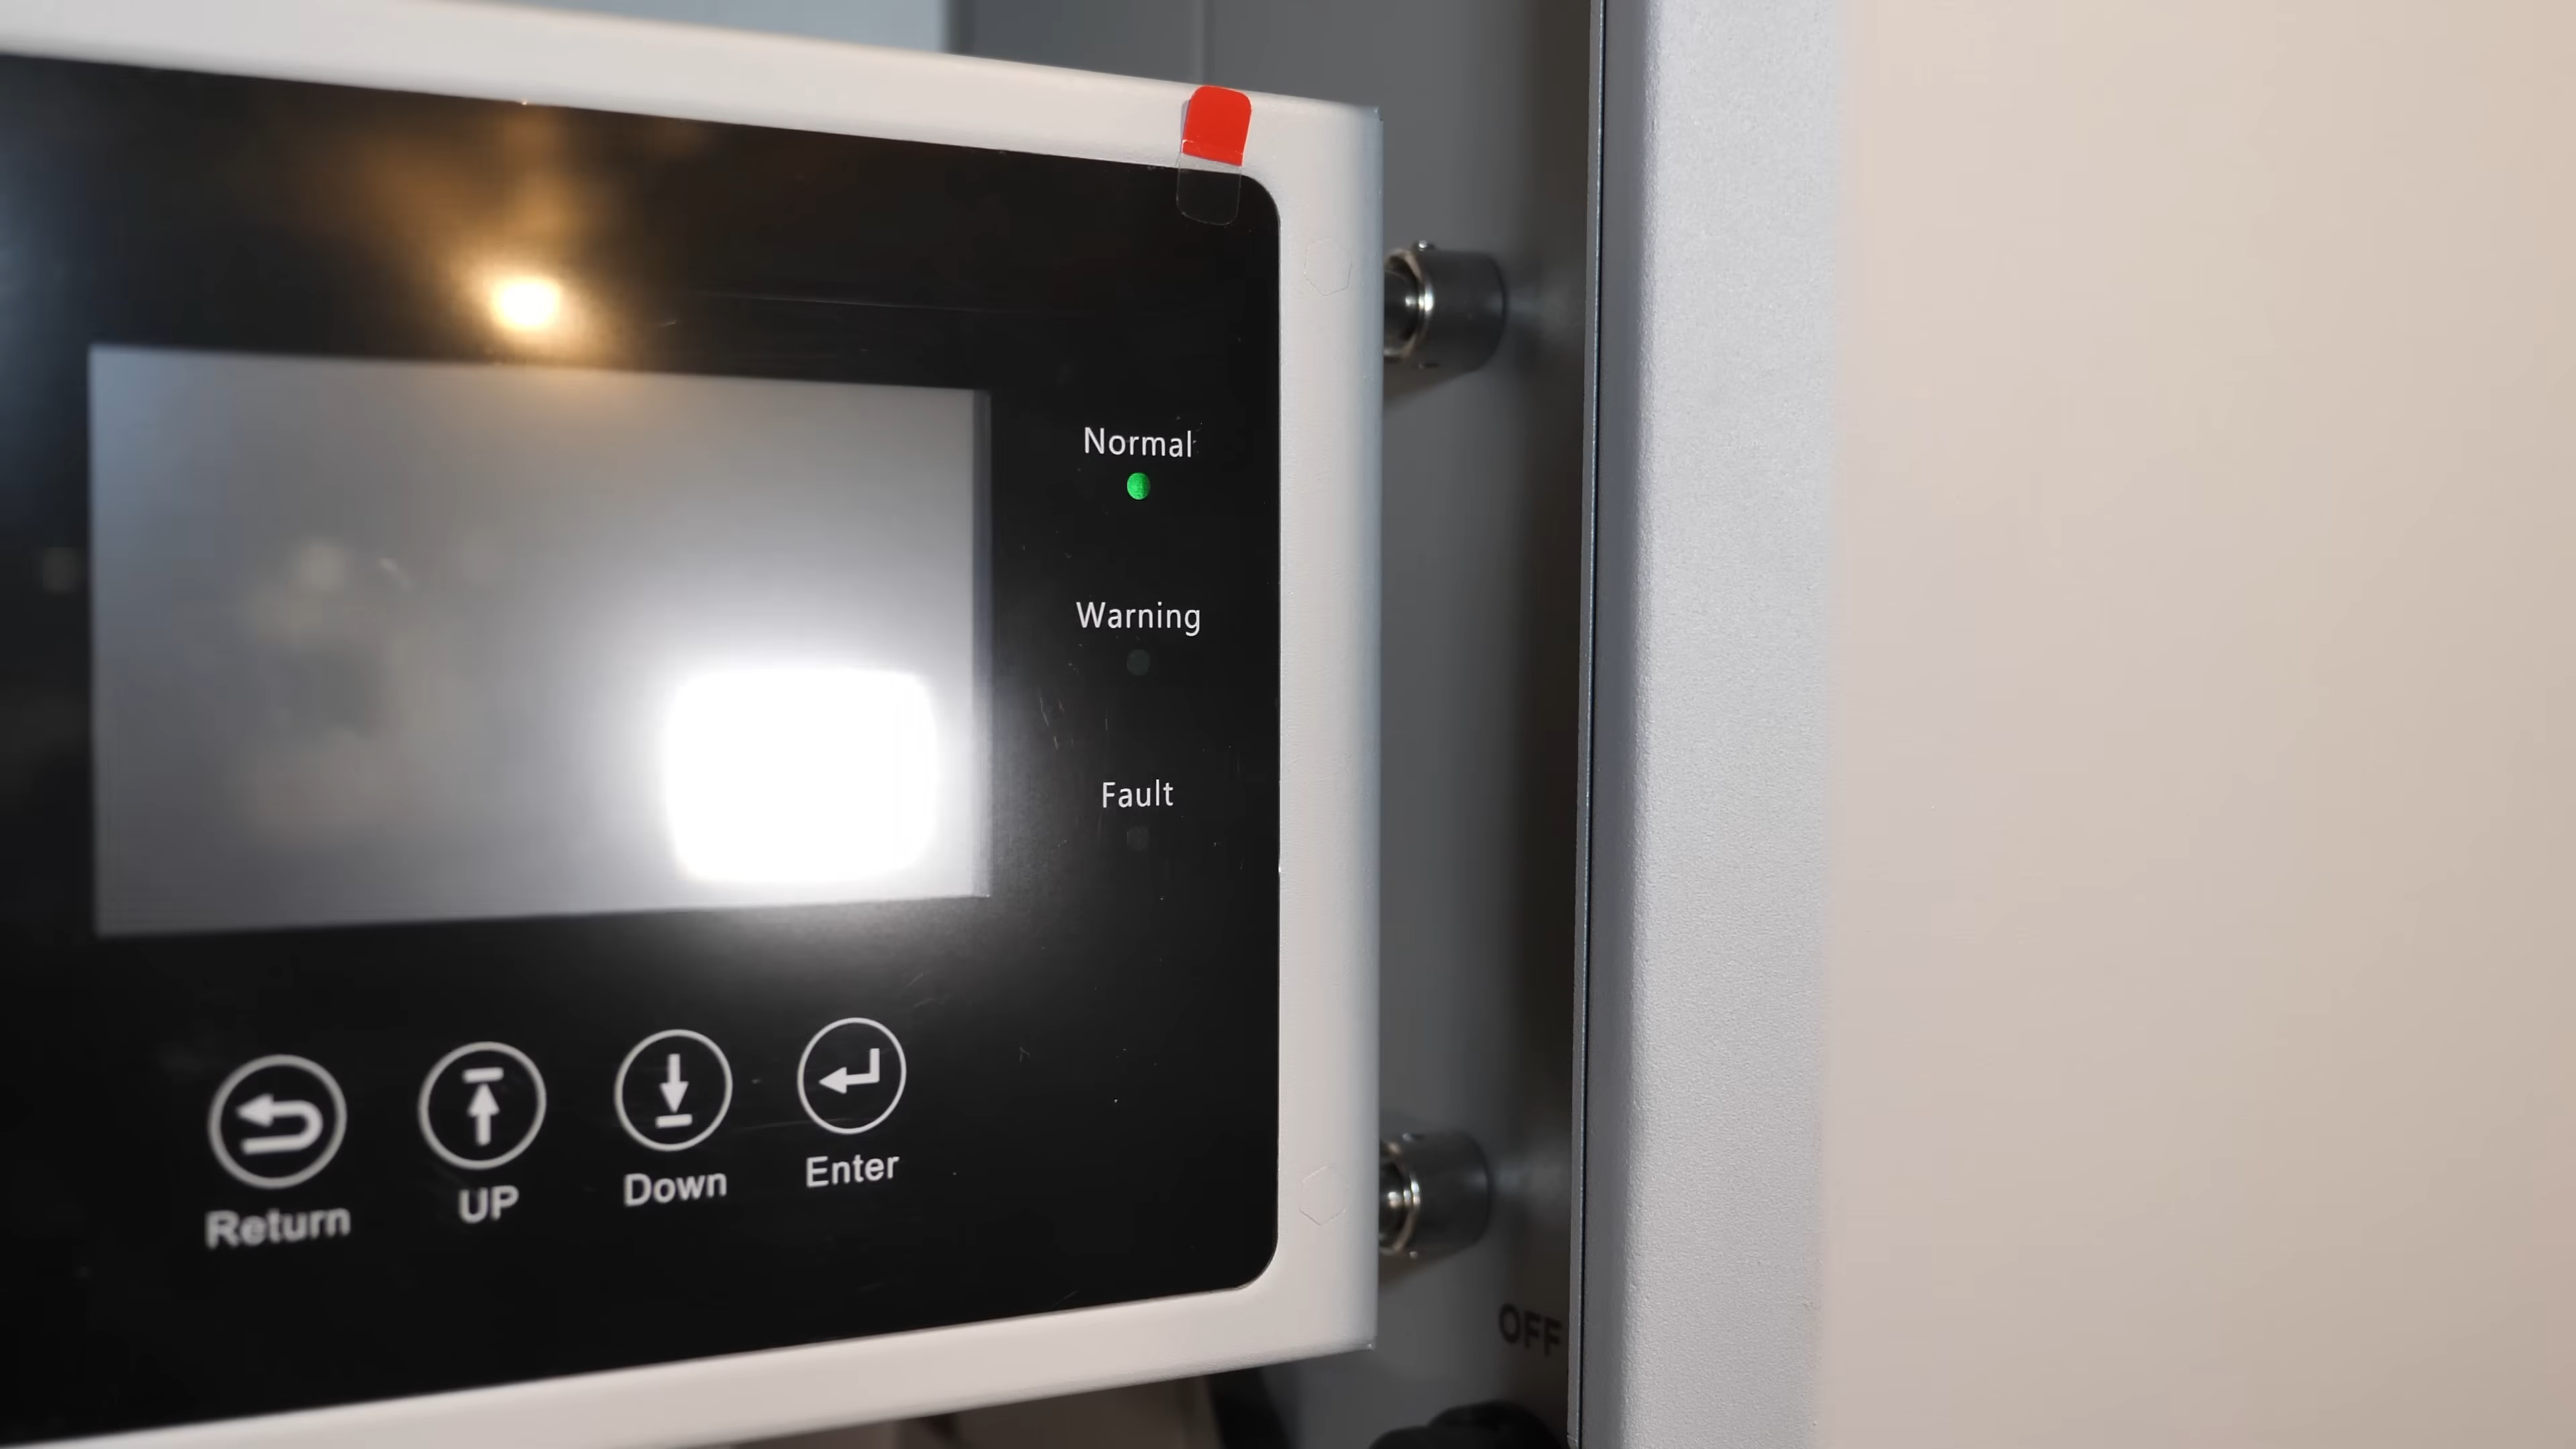 Normal
Warning
Fault
Return
UP
Down
Enter
OFF